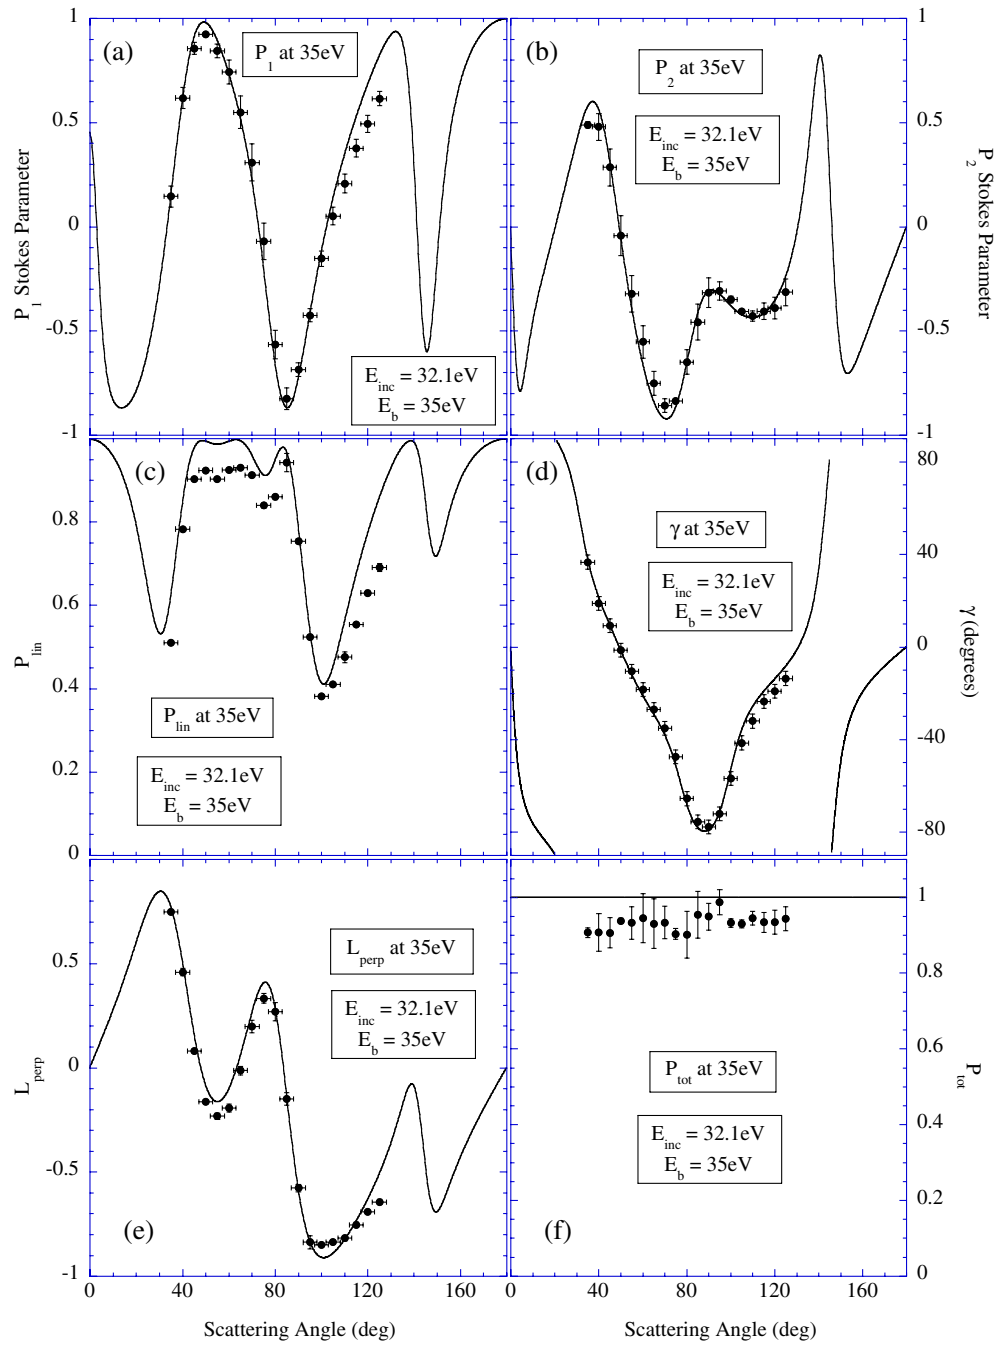 (a)
P1 at 35eV
Einc = 32.1eV
Eb = 35eV
P1 Stokes Parameter
1
0.5
0
-0.5
-1
(b)
P2 at 35eV
Einc = 32.1eV
Eb = 35eV
P2 Stokes Parameter
1
0.5
0
-0.5
-1
(c)
Plin at 35eV
Einc = 32.1eV
Eb = 35eV
Plin
0.8
0.6
0.4
0.2
0
(d)
γ at 35eV
Einc = 32.1eV
Eb = 35eV
γ (degrees)
80
40
0
-40
-80
(e)
Lperp at 35eV
Einc = 32.1eV
Eb = 35eV
Lperp
0.5
0
-0.5
-1
0 40 80 120 160
Scattering Angle (deg)
(f)
Ptot at 35eV
Einc = 32.1eV
Eb = 35eV
Ptot
1
0.8
0.6
0.4
0.2
0
0 40 80 120 160
Scattering Angle (deg)